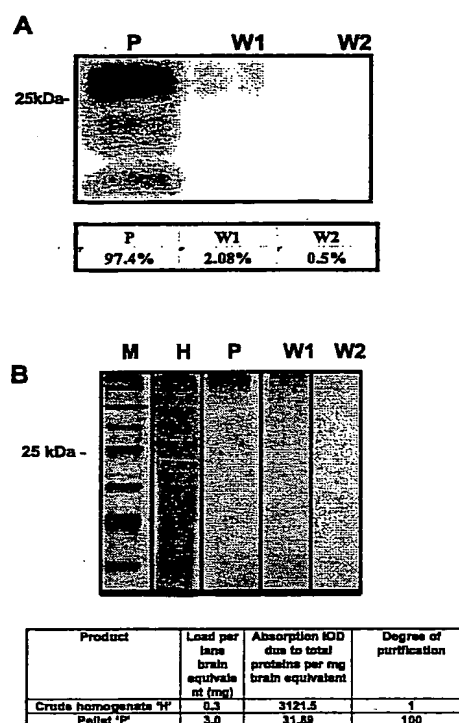 A
P W1 W2
25kDa-
P W1 W2
97.4% 2.08% 0.5%
M H P W1 W2
B
25 kDa -
Product Load per lane brain equivale nt (mg) Absorption IOD due to total proteins per mg brain equivalent Degree of purification
Crude homogenate 'H' 0.3 3121.5 1
Pellet 'P' 3.0 31.89 100